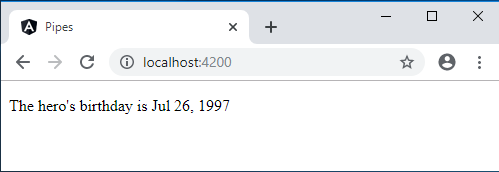 Pipes
localhost:4200
The hero's birthday is Jul 26, 1997